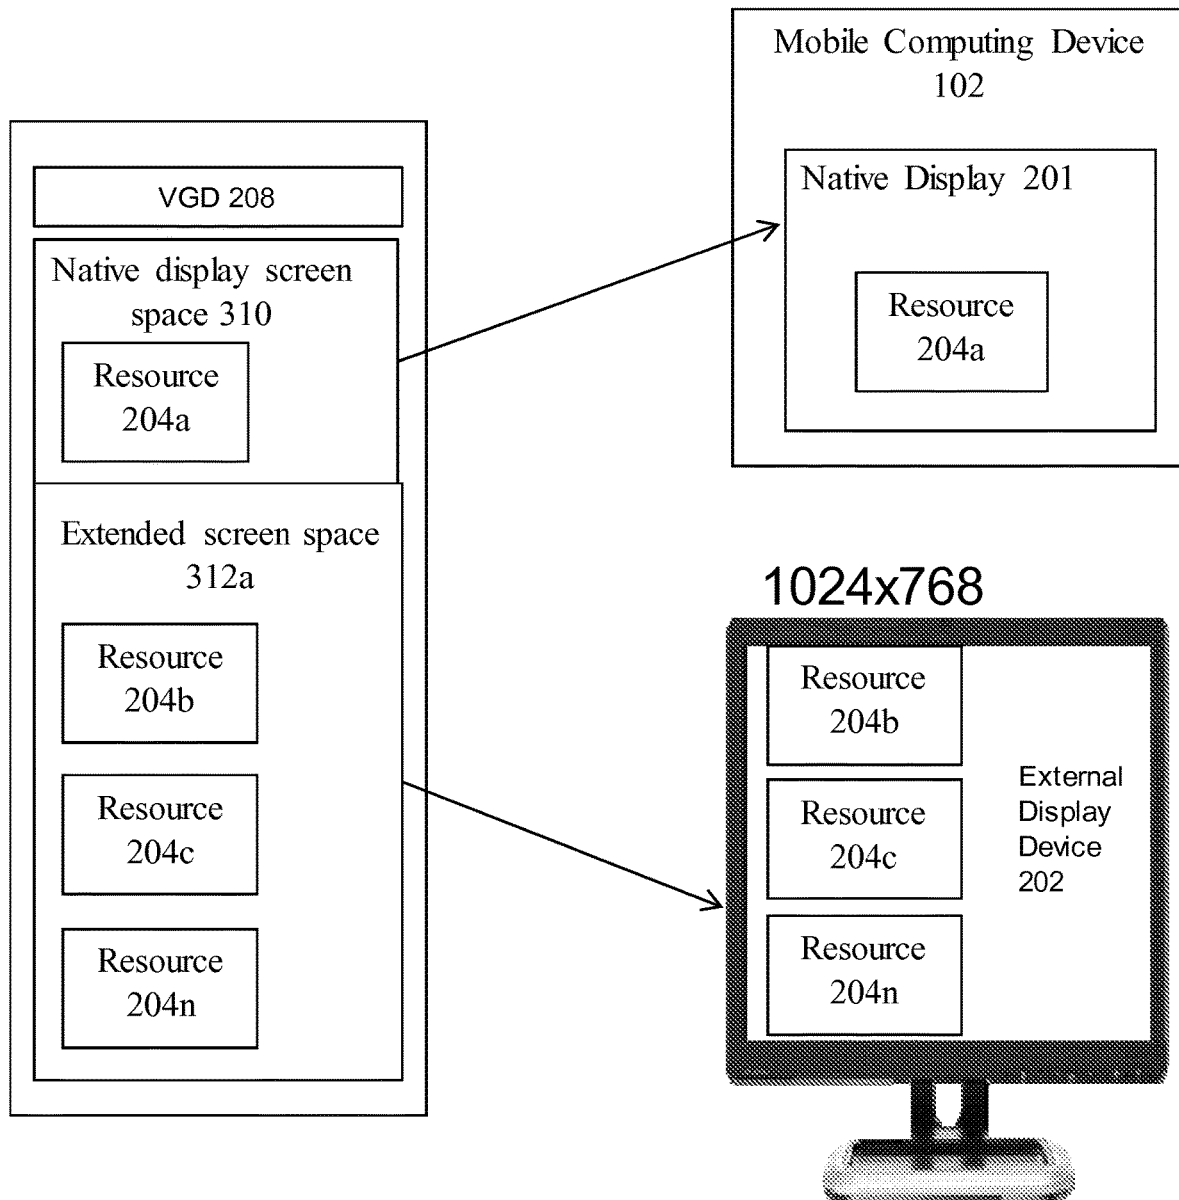 VGD 208
Native display screen
space 310
Resource
204a
Extended screen space
312a
Resource
204b
Resource
204c
Resource
204n
Mobile Computing Device
102
Native Display 201
Resource
204a
1024x768
Resource
204b
Resource
204c
Resource
204n
External
Display
Device
202